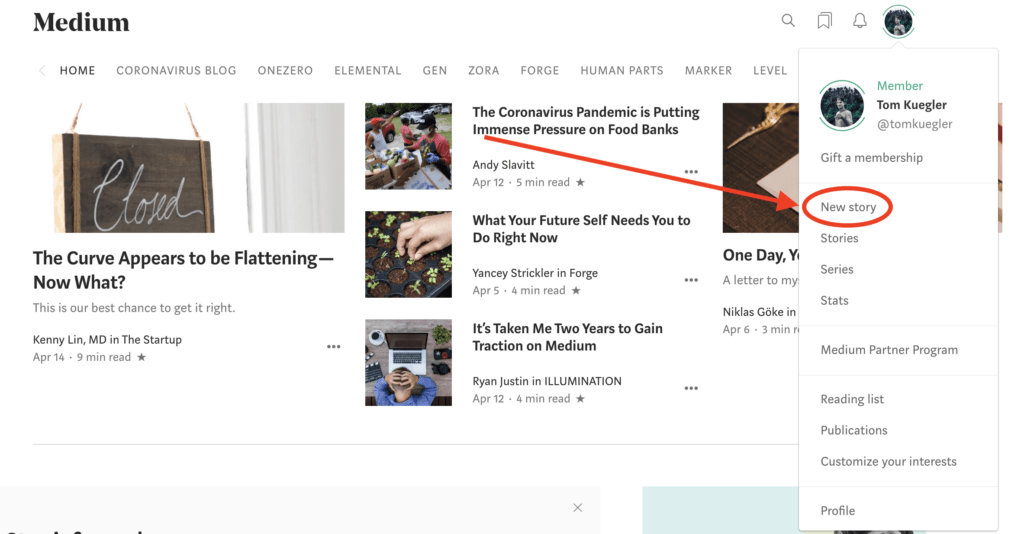 Medium
HOME CORONAVIRUS BLOG ONEZERO ELEMENTAL GEN ZORA FORGE HUMAN PARTS MARKER LEVEL
Closed
The Curve Appears to be Flattening—
Now What?
This is our best chance to get it right.
Kenny Lin, MD in The Startup
Apr 14 · 9 min read ★
The Coronavirus Pandemic is Putting
Immense Pressure on Food Banks
Andy Slavitt
Apr 12 · 5 min read ★
What Your Future Self Needs You to
Do Right Now
Yancey Strickler in Forge
Apr 5 · 4 min read ★
It’s Taken Me Two Years to Gain
Traction on Medium
Ryan Justin in ILLUMINATION
Apr 12 · 4 min read ★
One Day,
A letter to
Niklas Göke in
Apr 6 · 3 min
Member
Tom Kuegler
@tomkuegler
Gift a membership
New story
Stories
Series
Stats
Medium Partner Program
Reading list
Publications
Customize your interests
Profile